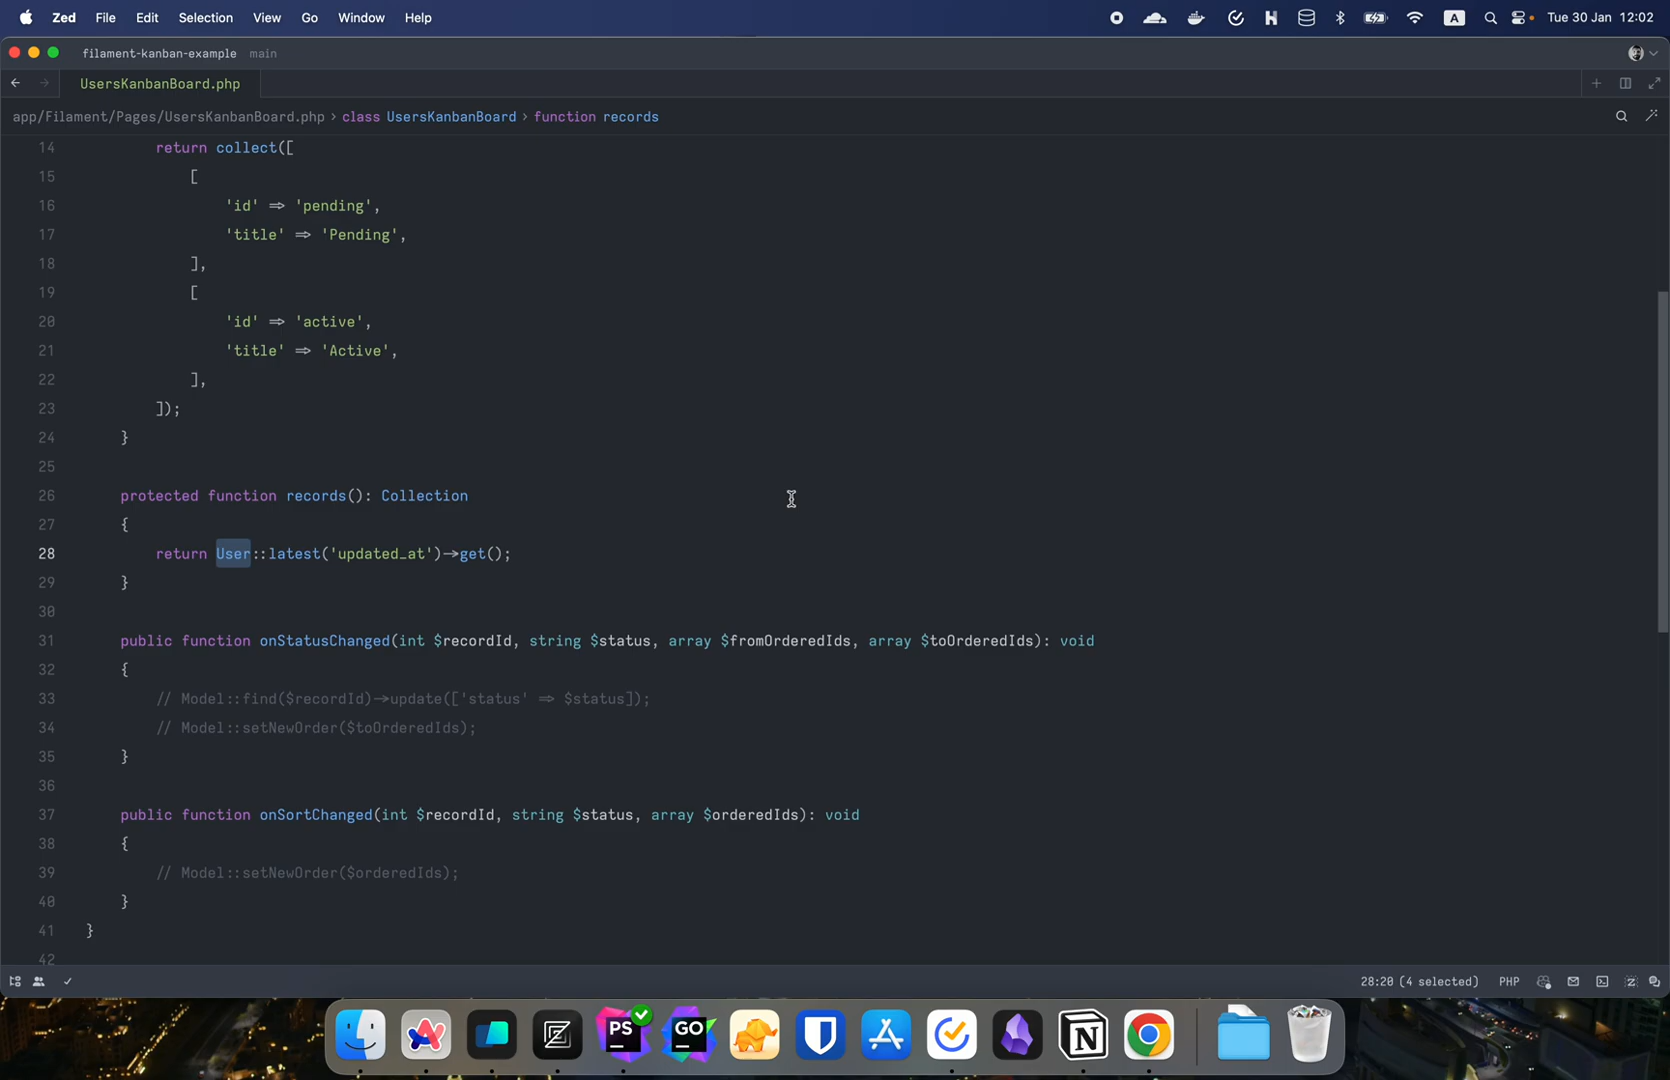 Zed File Edit Selection View Go Window Help A Tue 30 Jan 12:02
filament-kanban-example main
UsersKanbanBoard.php
app/Filament/Pages/UsersKanbanBoard.php › class UsersKanbanBoard › function records
14 return collect([
15 [
16 'id' => 'pending',
17 'title' => 'Pending',
18 ],
19 [
20 'id' => 'active',
21 'title' => 'Active',
22 ],
23 ]);
24 }
25
26 protected function records(): Collection
27 {
28 return User::latest('updated_at')->get();
29 }
30
31 public function onStatusChanged(int $recordId, string $status, array $fromOrderedIds, array $toOrderedIds): void
32 {
33 // Model::find($recordId)->update(['status' => $status]);
34 // Model::setNewOrder($toOrderedIds);
35 }
36
37 public function onSortChanged(int $recordId, string $status, array $orderedIds): void
38 {
39 // Model::setNewOrder($orderedIds);
40 }
41 }
42
28:20 (4 selected) PHP
PS GO N